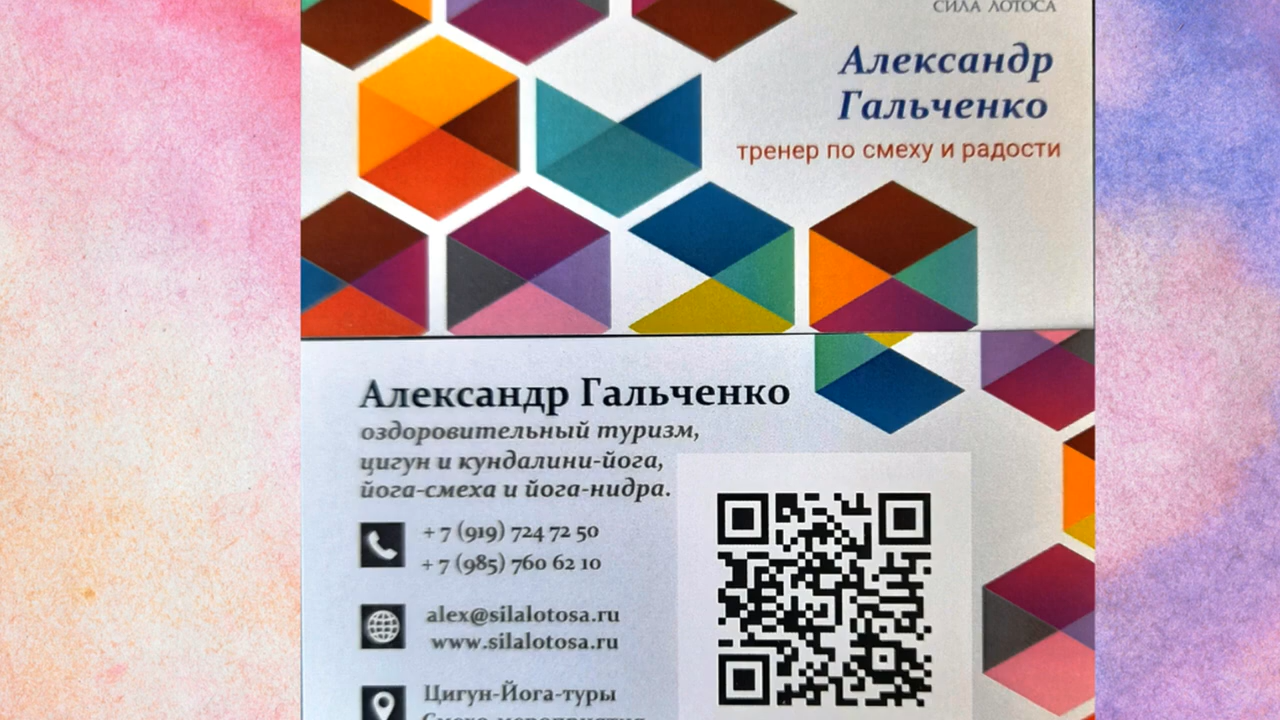 СИЛА ЛОТОСА
Александр
Гальченко
тренер по смеху и радости
Александр Гальченко
оздоровительный туризм,
цигун и кундалини-йога,
йога-смеха и йога-нидра.
+ 7 (919) 724 72 50
+ 7 (985) 760 62 10
alex@silalotosa.ru
www.silalotosa.ru
Цигун-Йога-туры